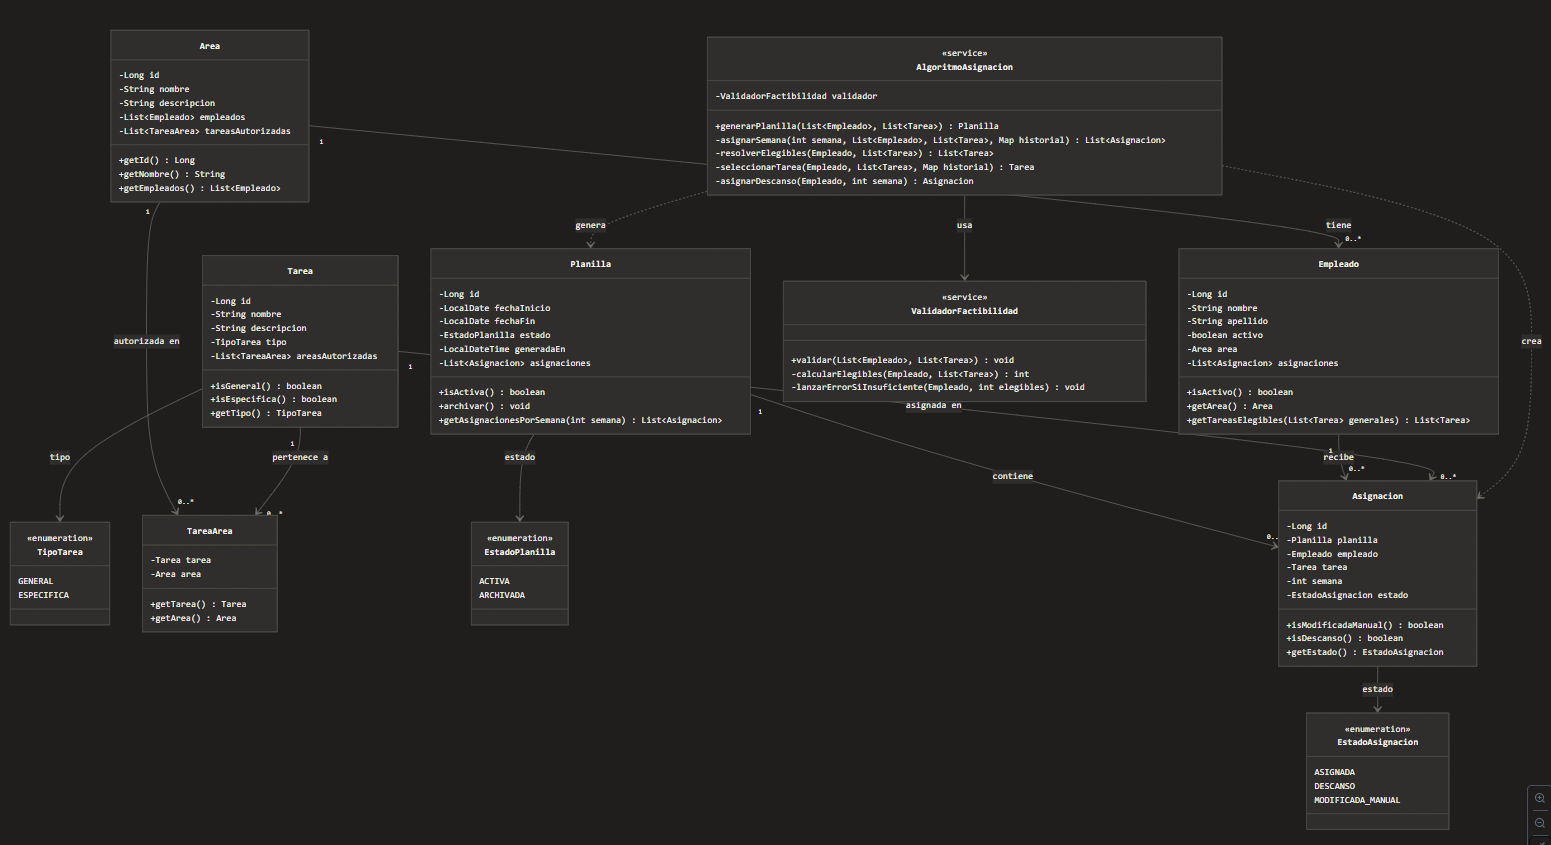 Area
-Long id
-String nombre
-String descripcion
-List<Empleado> empleados
-List<TareaArea> tareasAutorizadas
+getId() : Long
+getNombre() : String
+getEmpleados() : List<Empleado>
1
1
«service»
AlgoritmoAsignacion
-ValidadorFactibilidad validador
+generarPlanilla(List<Empleado>, List<Tarea>) : Planilla
-asignarSemana(int semana, List<Empleado>, List<Tarea>, Map historial) : List<Asignacion>
-resolverElegibles(Empleado, List<Tarea>) : List<Tarea>
-seleccionarTarea(Empleado, List<Tarea>, Map historial) : Tarea
-asignarDescanso(Empleado, int semana) : Asignacion
genera
usa
tiene
0..*
crea
autorizada en
Tarea
-Long id
-String nombre
-String descripcion
-TipoTarea tipo
-List<TareaArea> areasAutorizadas
+isGeneral() : boolean
+isEspecifica() : boolean
+getTipo() : TipoTarea
1
1
Planilla
-Long id
-LocalDate fechaInicio
-LocalDate fechaFin
-EstadoPlanilla estado
-LocalDateTime generadaEn
-List<Asignacion> asignaciones
+isActiva() : boolean
+archivar() : void
+getAsignacionesPorSemana(int semana) : List<Asignacion>
1
«service»
ValidadorFactibilidad
+validar(List<Empleado>, List<Tarea>) : void
-calcularElegibles(Empleado, List<Tarea>) : int
-lanzarErrorSiInsuficiente(Empleado, int elegibles) : void
asignada en
Empleado
-Long id
-String nombre
-String apellido
-boolean activo
-Area area
-List<Asignacion> asignaciones
+isActivo() : boolean
+getArea() : Area
+getTareasElegibles(List<Tarea> generales) : List<Tarea>
1
tipo
pertenece a
estado
contiene
recibe
0..*
0..*
0..*
0..*
0..
«enumeration»
TipoTarea
GENERAL
ESPECIFICA
TareaArea
-Tarea tarea
-Area area
+getTarea() : Tarea
+getArea() : Area
«enumeration»
EstadoPlanilla
ACTIVA
ARCHIVADA
Asignacion
-Long id
-Planilla planilla
-Empleado empleado
-Tarea tarea
-int semana
-EstadoAsignacion estado
+isModificadaManual() : boolean
+isDescanso() : boolean
+getEstado() : EstadoAsignacion
estado
«enumeration»
EstadoAsignacion
ASIGNADA
DESCANSO
MODIFICADA_MANUAL